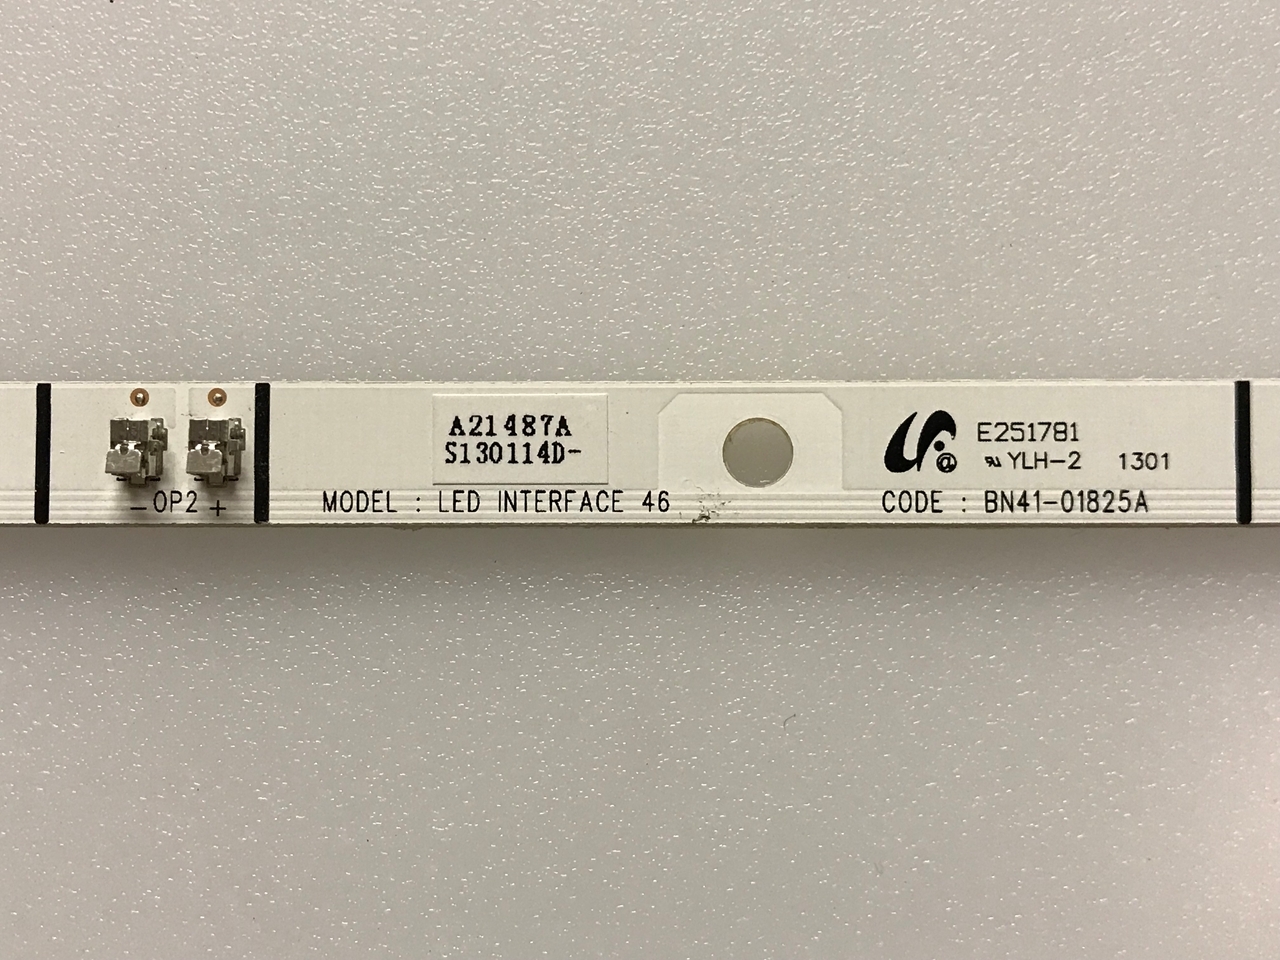 A21487A
S130114D-
-OP2 +
MODEL : LED INTERFACE 46
@
E251781
YLH-2 1301
CODE : BN41-01825A